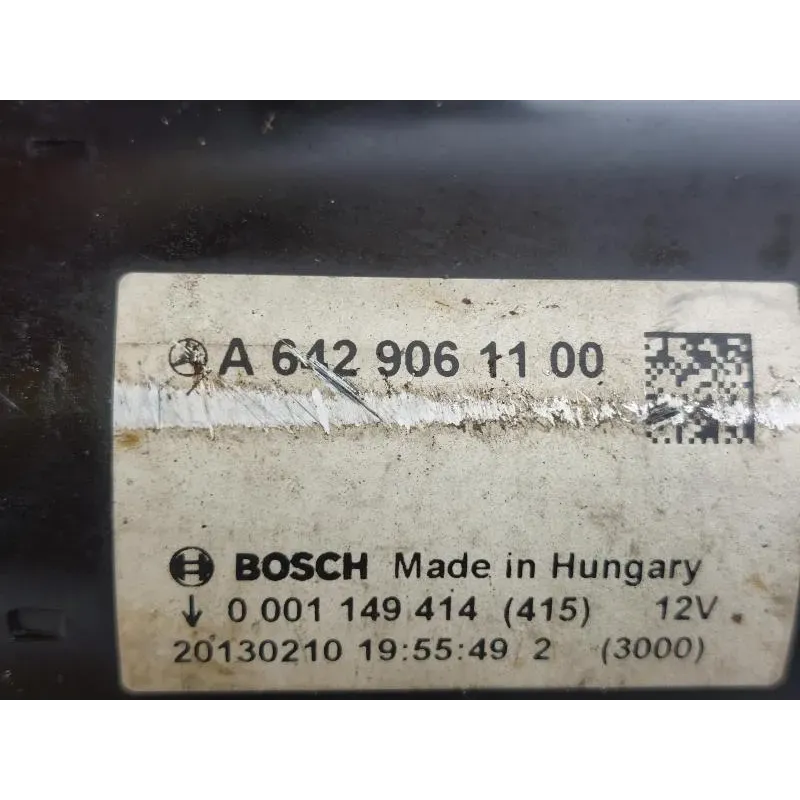 A 642 906 11 00
BOSCH Made in Hungary
↓ 0 001 149 414 (415) 12V
20130210 19:55:49 2 (3000)